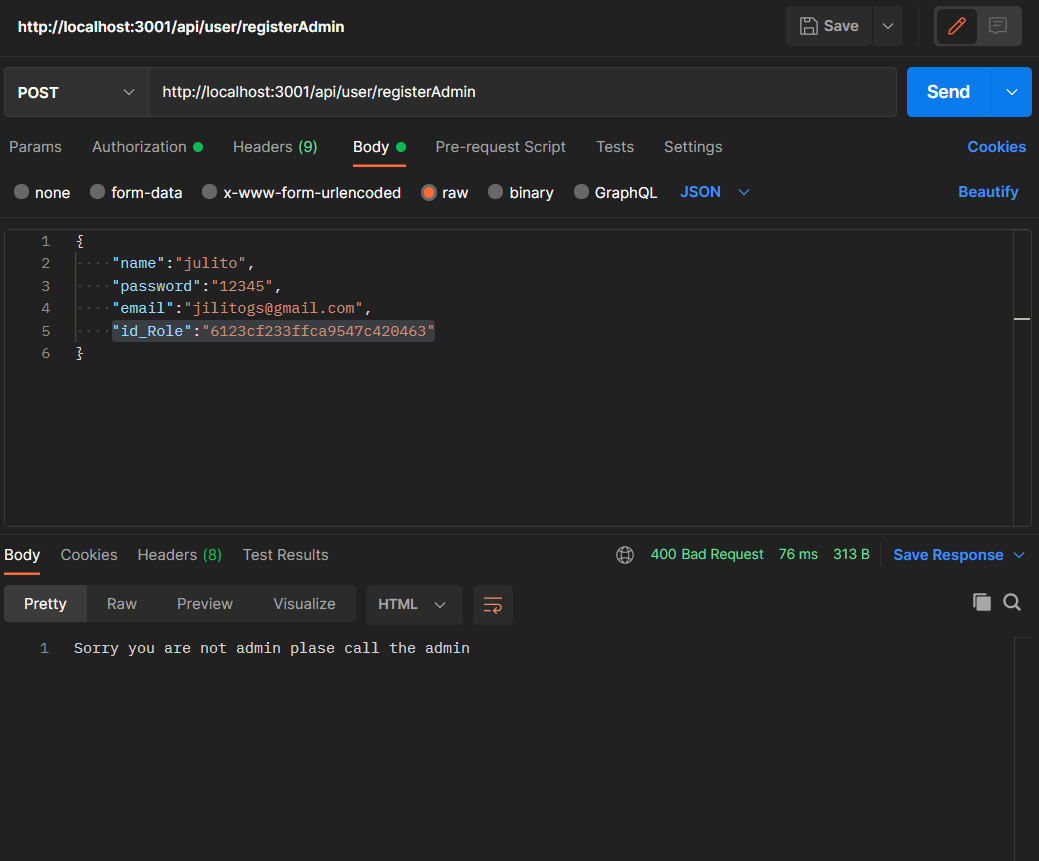 http://localhost:3001/api/user/registerAdmin
Save
POST
http://localhost:3001/api/user/registerAdmin
Send
Params Authorization Headers (9) Body Pre-request Script Tests Settings Cookies
none form-data x-www-form-urlencoded raw binary GraphQL JSON Beautify
1 {
2 ····"name":"julito",
3 ····"password":"12345",
4 ····"email":"jilitogs@gmail.com",
5 ····"id_Role":"6123cf233ffca9547c420463"
6 }
Body Cookies Headers (8) Test Results 400 Bad Request 76 ms 313 B Save Response
Pretty Raw Preview Visualize HTML
1 Sorry you are not admin plase call the admin